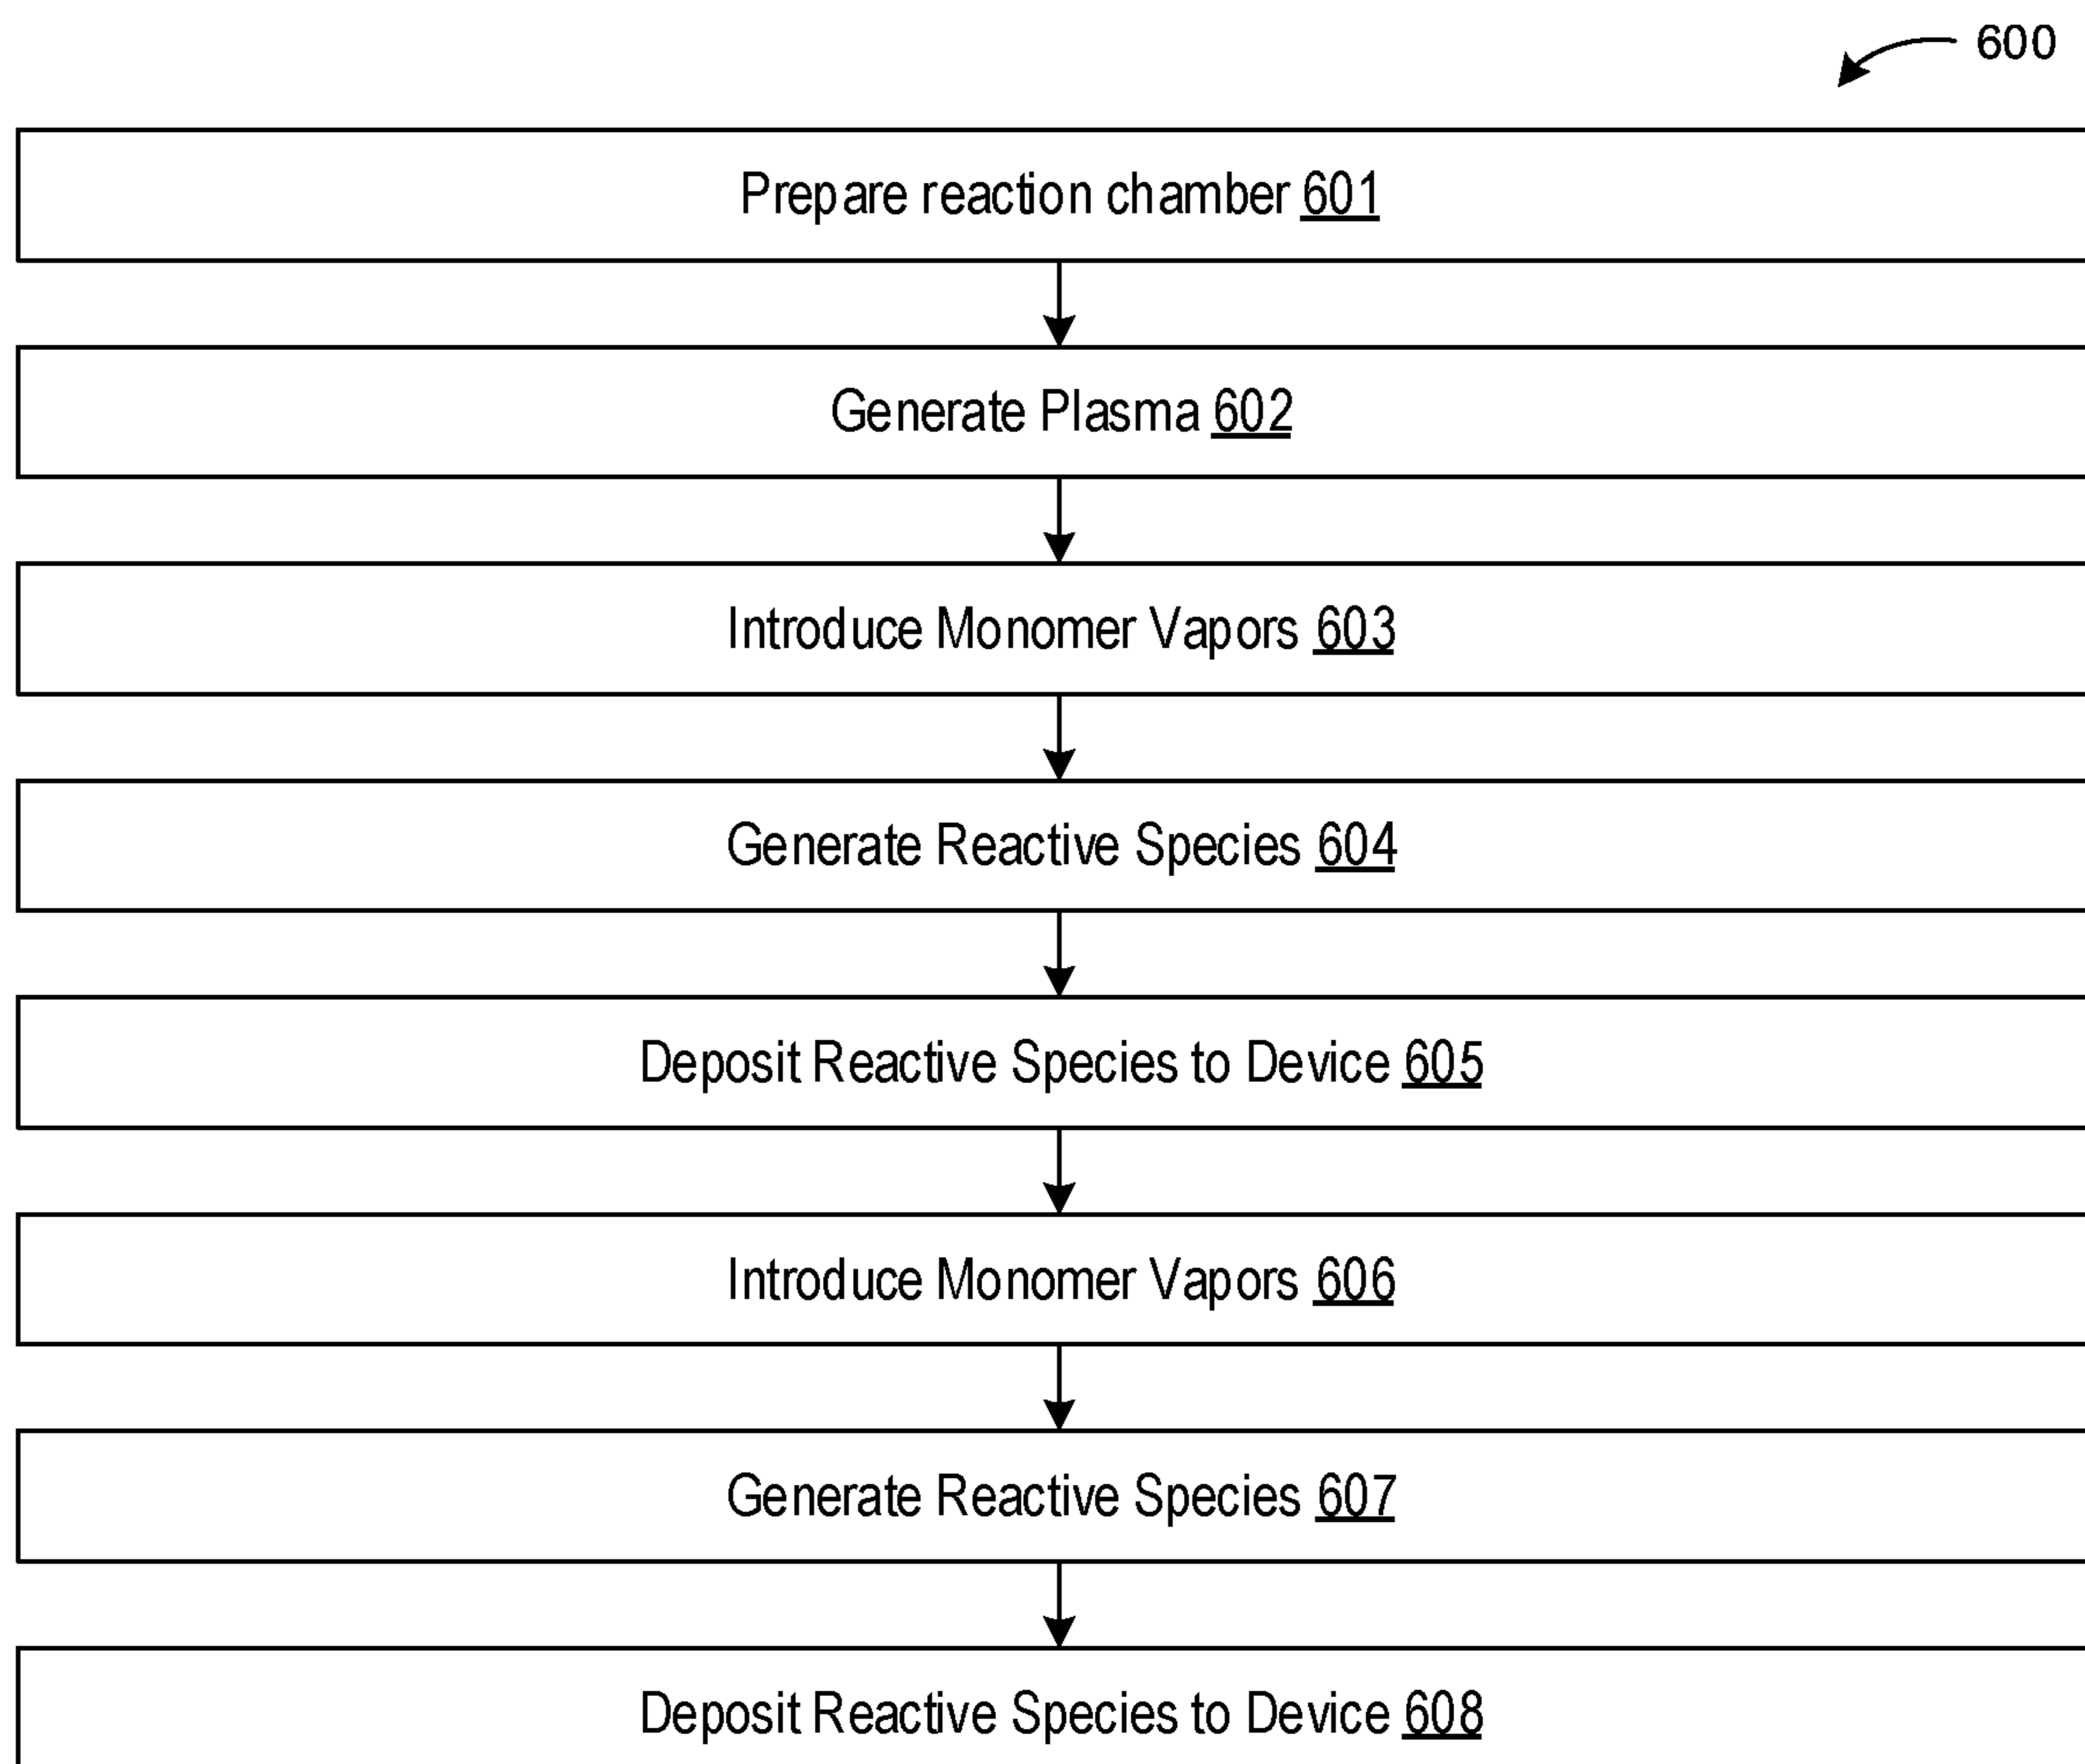 600
Prepare reaction chamber 601
Generate Plasma 602
Introduce Monomer Vapors 603
Generate Reactive Species 604
Deposit Reactive Species to Device 605
Introduce Monomer Vapors 606
Generate Reactive Species 607
Deposit Reactive Species to Device 608